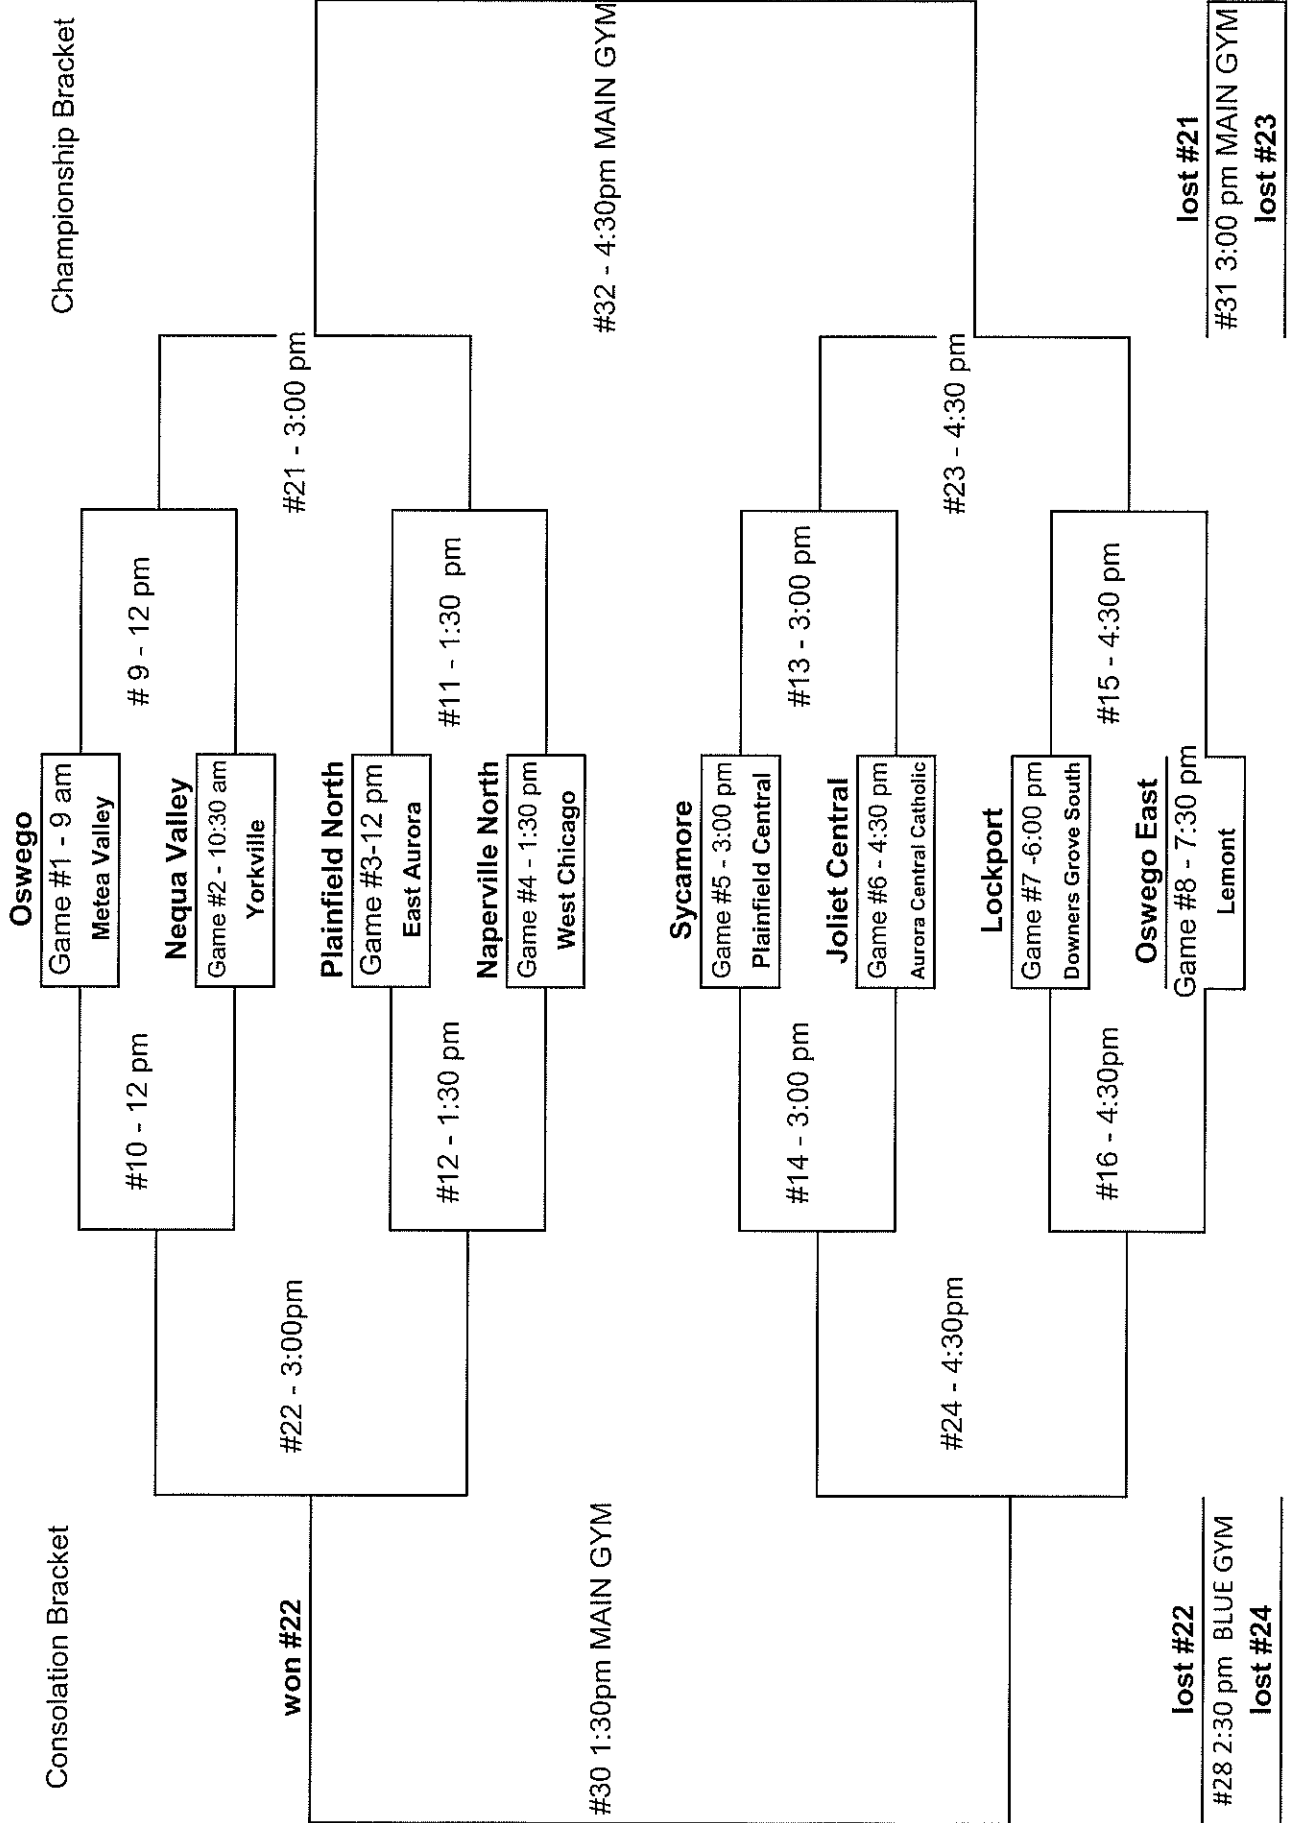 Consolation Bracket
Championship Bracket
Oswego
Game #1 - 9 am
Metea Valley
#10 - 12 pm
# 9 - 12 pm
Nequa Valley
Game #2 - 10:30 am
Yorkville
won #22
#22 - 3:00pm
#21 - 3:00 pm
Plainfield North
Game #3-12 pm
East Aurora
#12 - 1:30 pm
#11 - 1:30 pm
Naperville North
Game #4 - 1:30 pm
West Chicago
#30 1:30pm MAIN GYM
#32 - 4:30pm MAIN GYM
Sycamore
Game #5 - 3:00 pm
Plainfield Central
#14 - 3:00 pm
#13 - 3:00 pm
Joliet Central
Game #6 - 4:30 pm
Aurora Central Catholic
#24 - 4:30pm
#23 - 4:30 pm
Lockport
Game #7 -6:00 pm
Downers Grove South
#16 - 4:30pm
#15 - 4:30 pm
Oswego East
Game #8 - 7:30 pm
Lemont
lost #22
#28 2:30 pm BLUE GYM
lost #24
lost #21
#31 3:00 pm MAIN GYM
lost #23